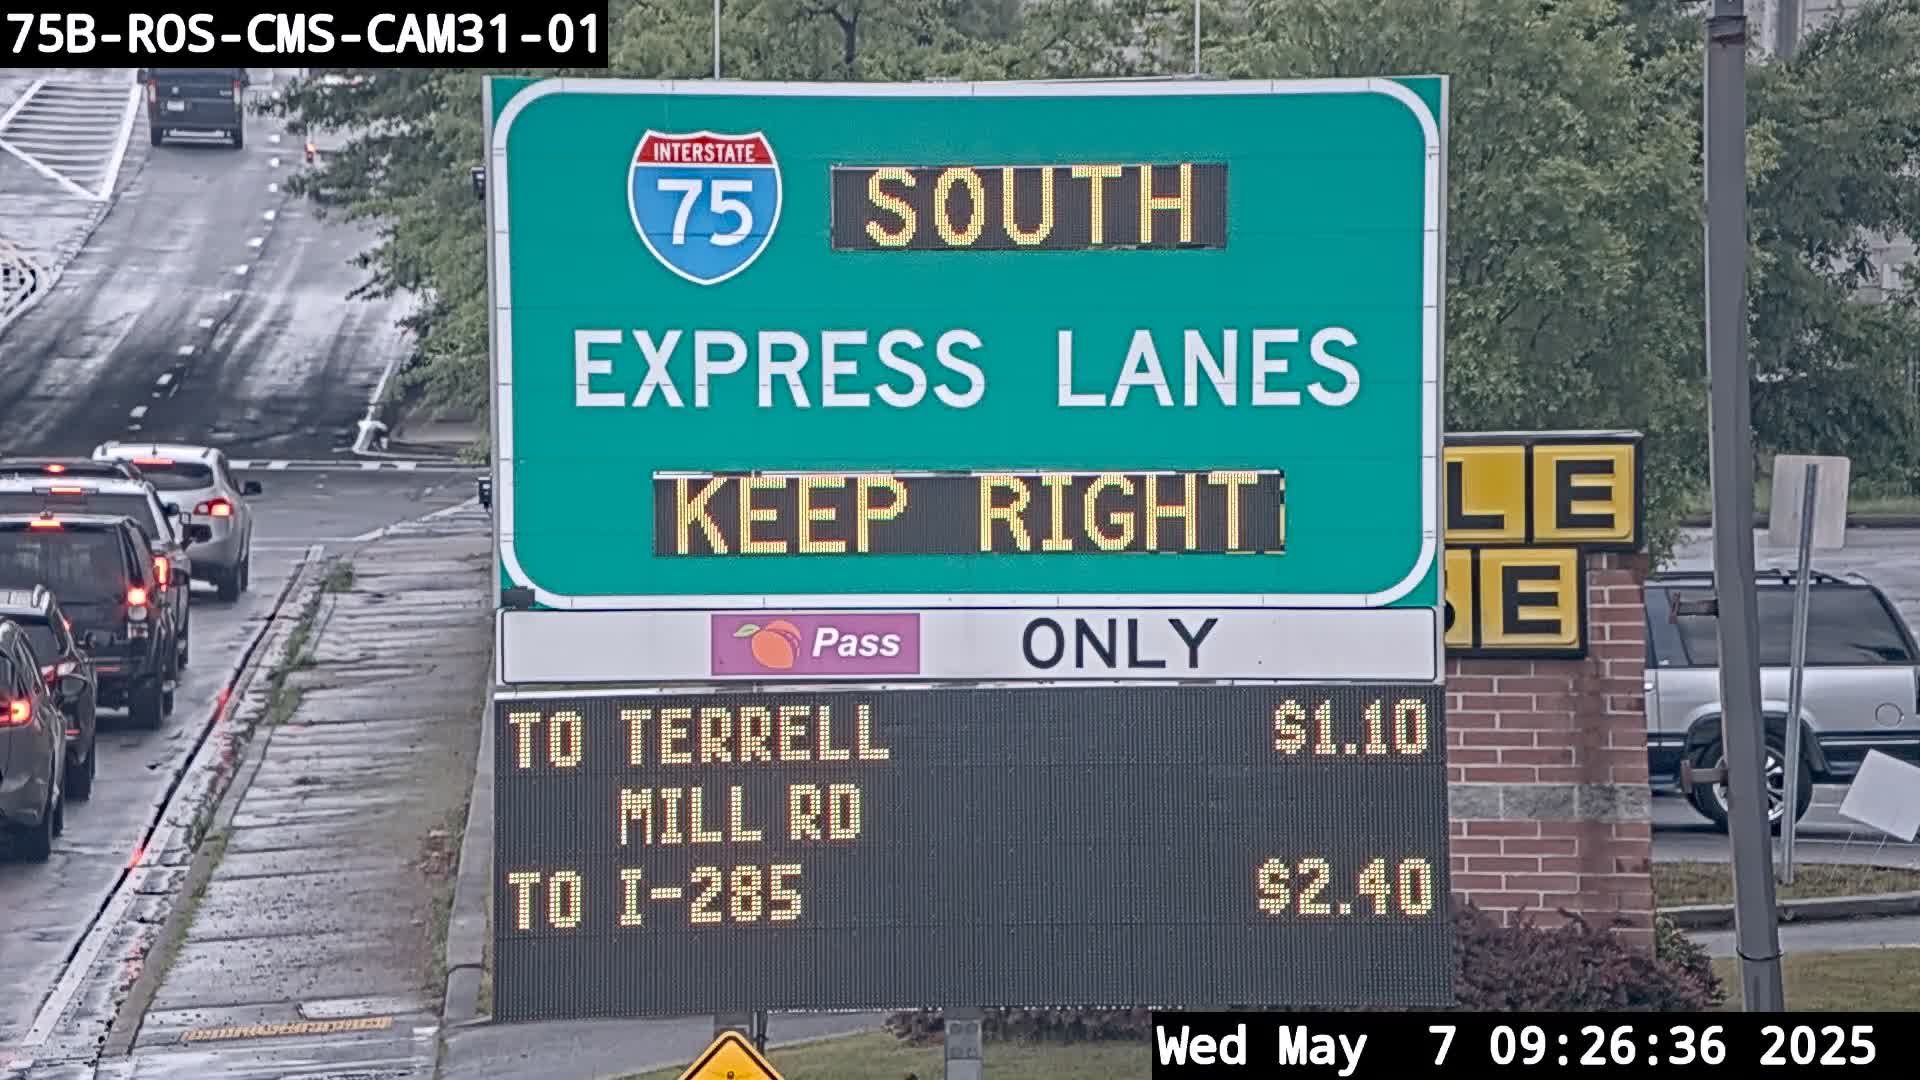 75B-ROS-CMS-CAM31-01
INTERSTATE
75
SOUTH
EXPRESS LANES
KEEP RIGHT
Pass ONLY
TO TERRELL $1.10
MILL RD
TO I-285 $2.40
LE
E
Wed May 7 09:26:36 2025